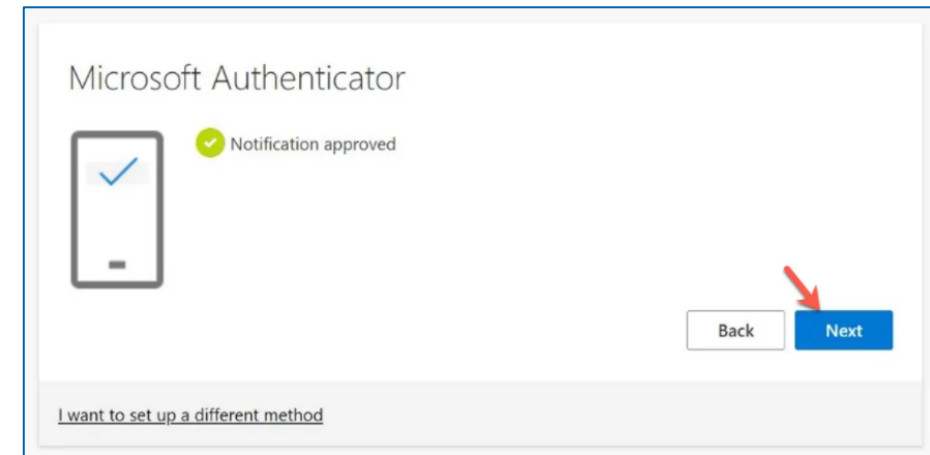 Microsoft Authenticator
Notification approved
Back
Next
I want to set up a different method